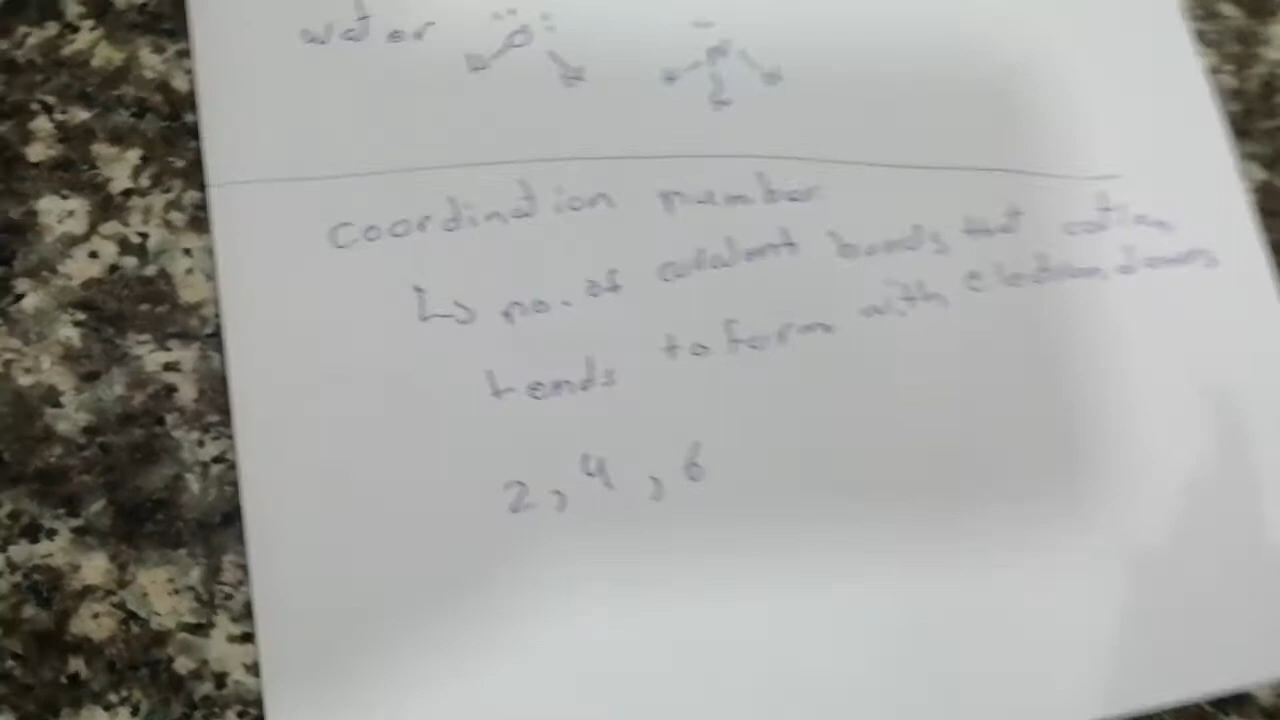 water
coordination number
↳ no. of covalent bonds that cation
tends to form with electron donors
2, 4, 6